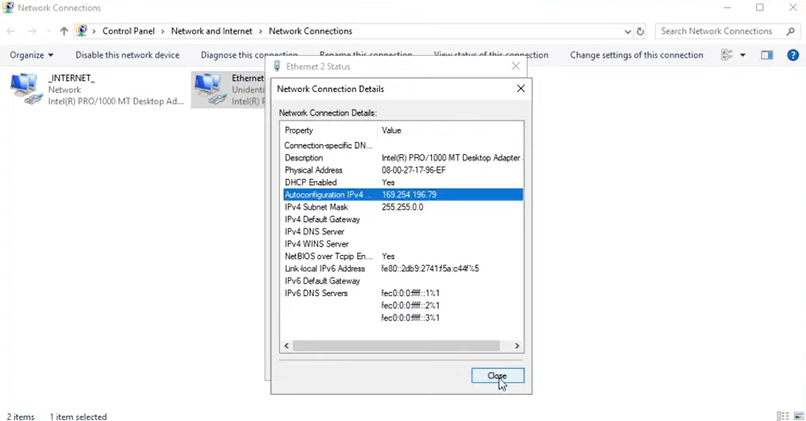 Network Connections
Control Panel > Network and Internet > Network Connections
Search Network Connections
Organize Disable this network device Diagnose this connection Rename this connection View status of this connection Change settings of this connection
_INTERNET_
Network
Intel(R) PRO/1000 MT Desktop Ad...
Ethernet
Unidenti
Intel(R) P
Ethernet 2 Status
Network Connection Details
Network Connection Details:
Property Value
Connection-specific DN...
Description Intel(R) PRO/1000 MT Desktop Adapter
Physical Address 08-00-27-17-96-EF
DHCP Enabled Yes
Autoconfiguration IPv4 ... 169.254.196.79
IPv4 Subnet Mask 255.255.0.0
IPv4 Default Gateway
IPv4 DNS Server
IPv4 WINS Server
NetBIOS over Tcpip En... Yes
Link-local IPv6 Address fe80::2db9:2741:f5a:c44f%5
IPv6 Default Gateway
IPv6 DNS Servers fec0:0:0:ffff::1%1
fec0:0:0:ffff::2%1
fec0:0:0:ffff::3%1
Close
2 items 1 item selected